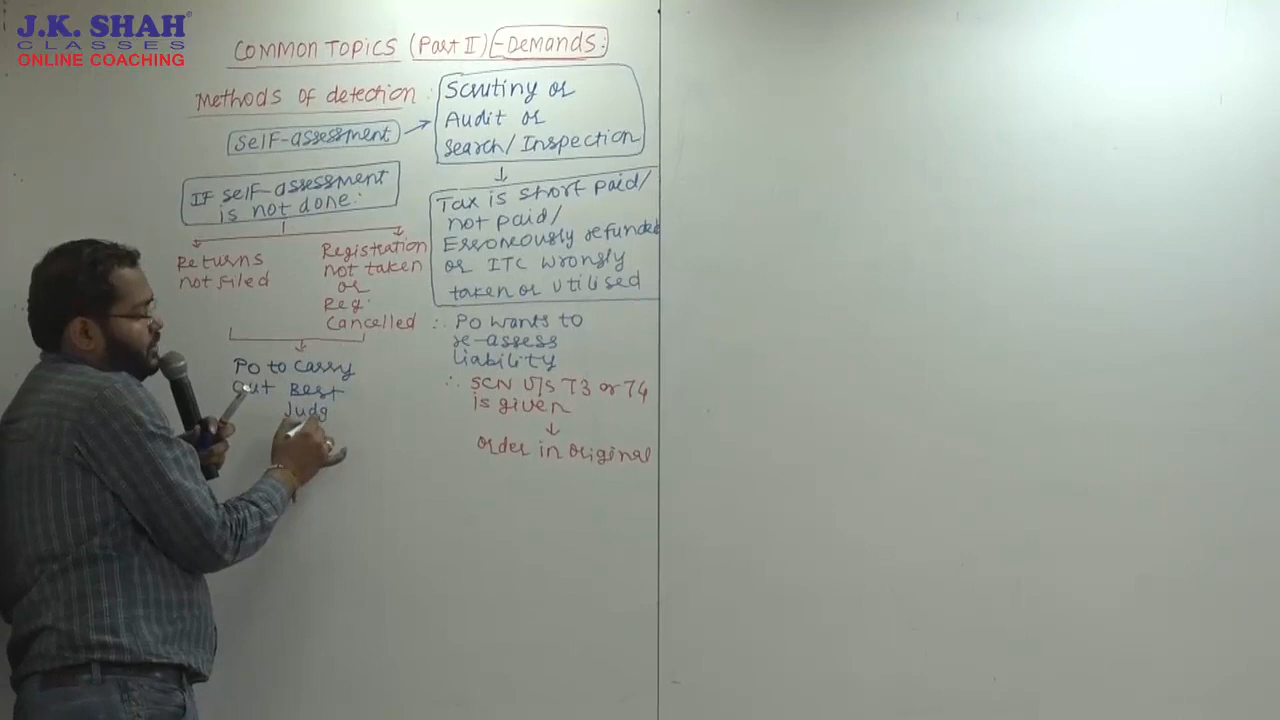 J.K. SHAH
CLASSES
ONLINE COACHING
COMMON TOPICS (Part II) - Demands:
Methods of detection :
Self-assessment
Scrutiny or
Audit or
Search/Inspection
If self-assessment
is not done:
Returns
not filed
Registration
not taken
or
Reg.
Cancelled
Tax is short paid/
not paid/
Erroneously refunded
or ITC wrongly
taken or utilised
PO to carry
out Best
Judg
∴ PO wants to
re-assess
liability
∴ SCN U/S 73 or 74
is given
order in original